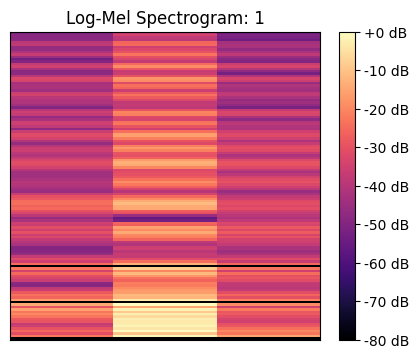 Log-Mel Spectrogram: 1
+0 dB
-10 dB
-20 dB
-30 dB
-40 dB
-50 dB
-60 dB
-70 dB
-80 dB